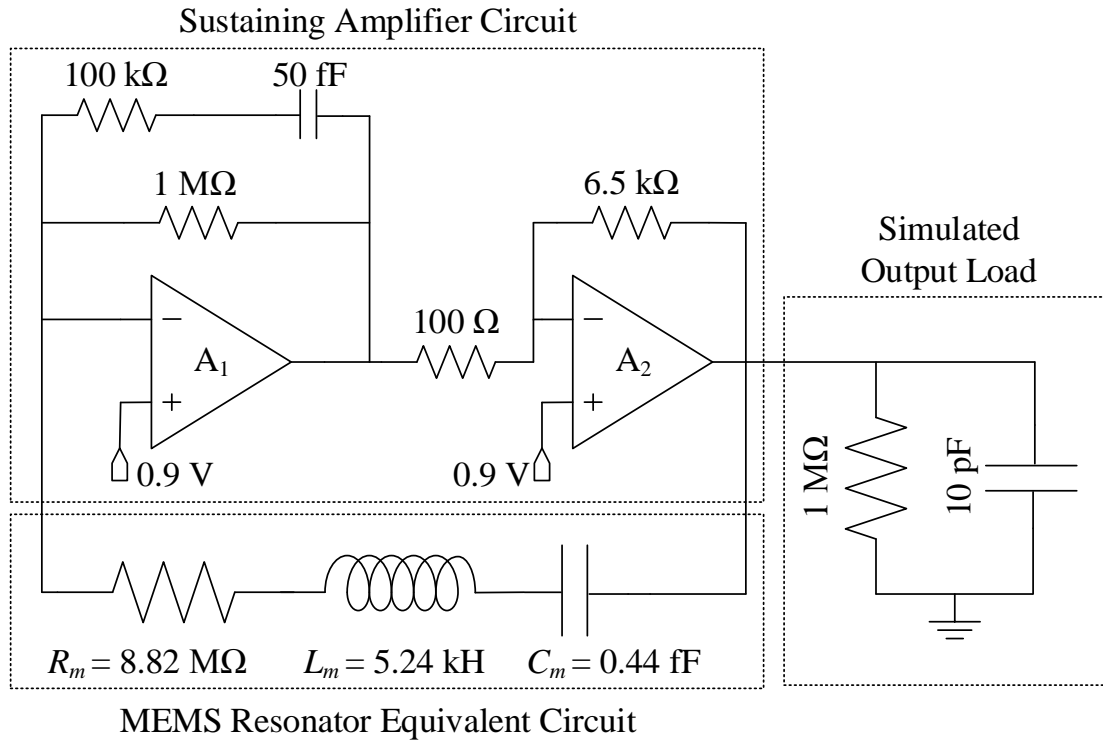 Sustaining Amplifier Circuit
100 kΩ
50 fF
1 MΩ
6.5 kΩ
100 Ω
−
A1
+
0.9 V
−
A2
+
0.9 V
Simulated
Output Load
1 MΩ
10 pF
Rm = 8.82 MΩ
Lm = 5.24 kH
Cm = 0.44 fF
MEMS Resonator Equivalent Circuit